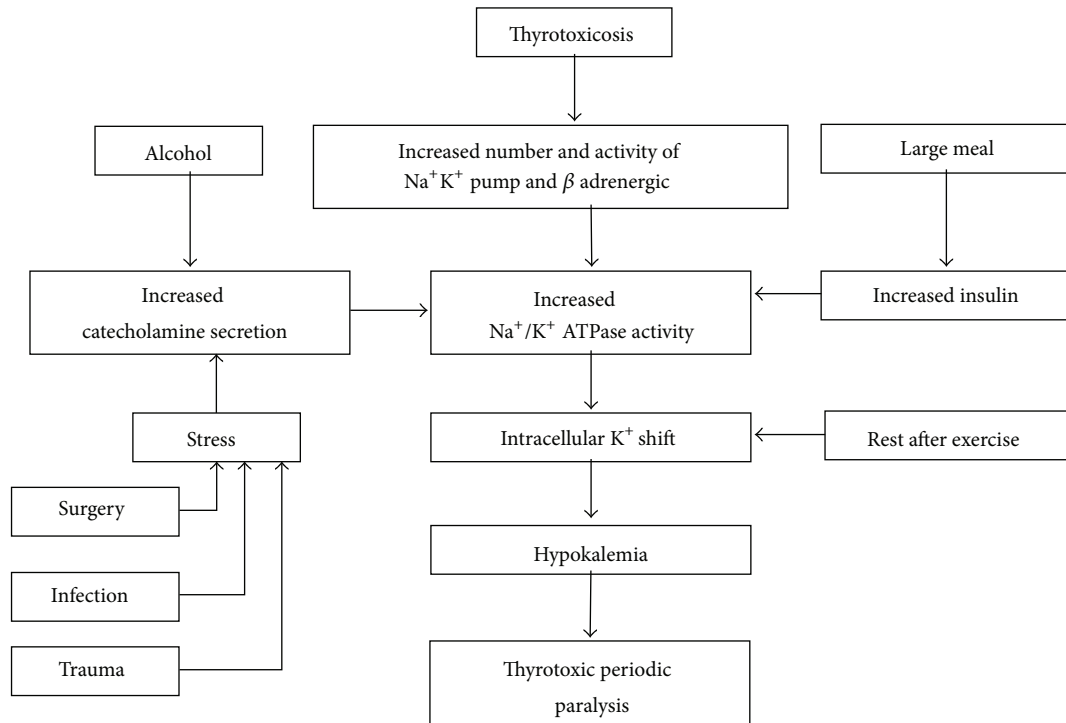 Thyrotoxicosis
Alcohol
Increased number and activity of
Na⁺K⁺ pump and β adrenergic
Large meal
Increased
catecholamine secretion
Increased
Na⁺/K⁺ ATPase activity
Increased insulin
Stress
Intracellular K⁺ shift
Rest after exercise
Surgery
Hypokalemia
Infection
Trauma
Thyrotoxic periodic
paralysis